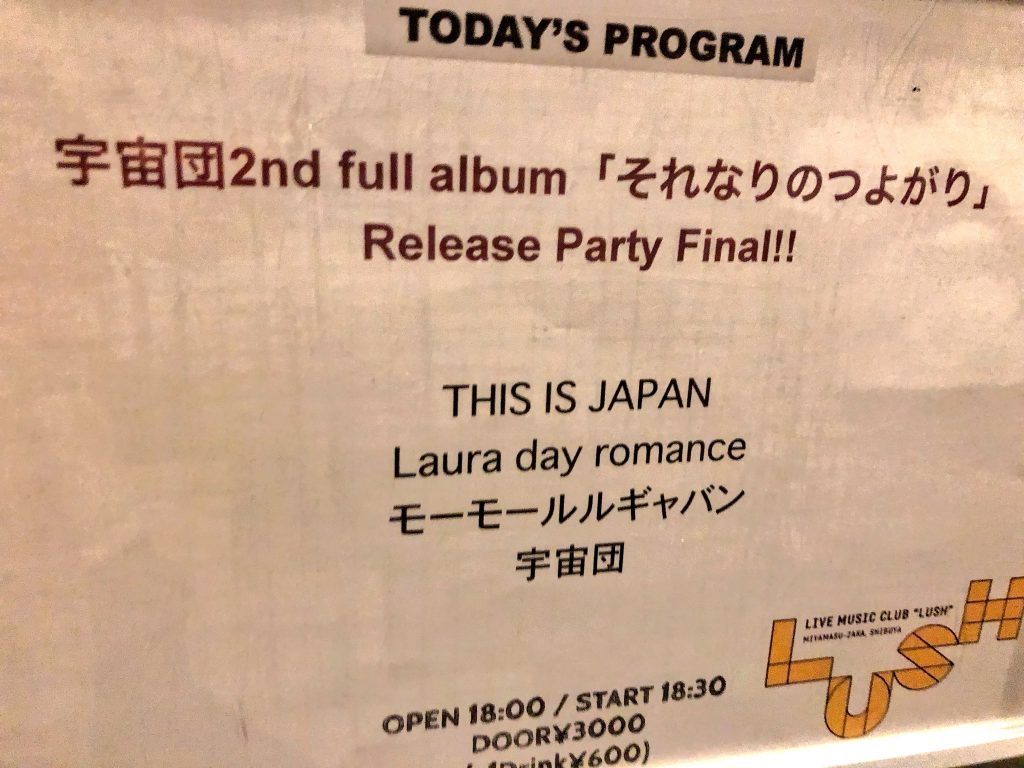 TODAY'S PROGRAM
宇宙団2nd full album「それなりのつよがり」
Release Party Final!!
THIS IS JAPAN
Laura day romance
モーモールルギャバン
宇宙団
LIVE MUSIC CLUB "LUSH"
MIYAMASU-ZAKA, SHIBUYA
LUSH
OPEN 18:00 / START 18:30
DOOR¥3000
1Drink¥600)